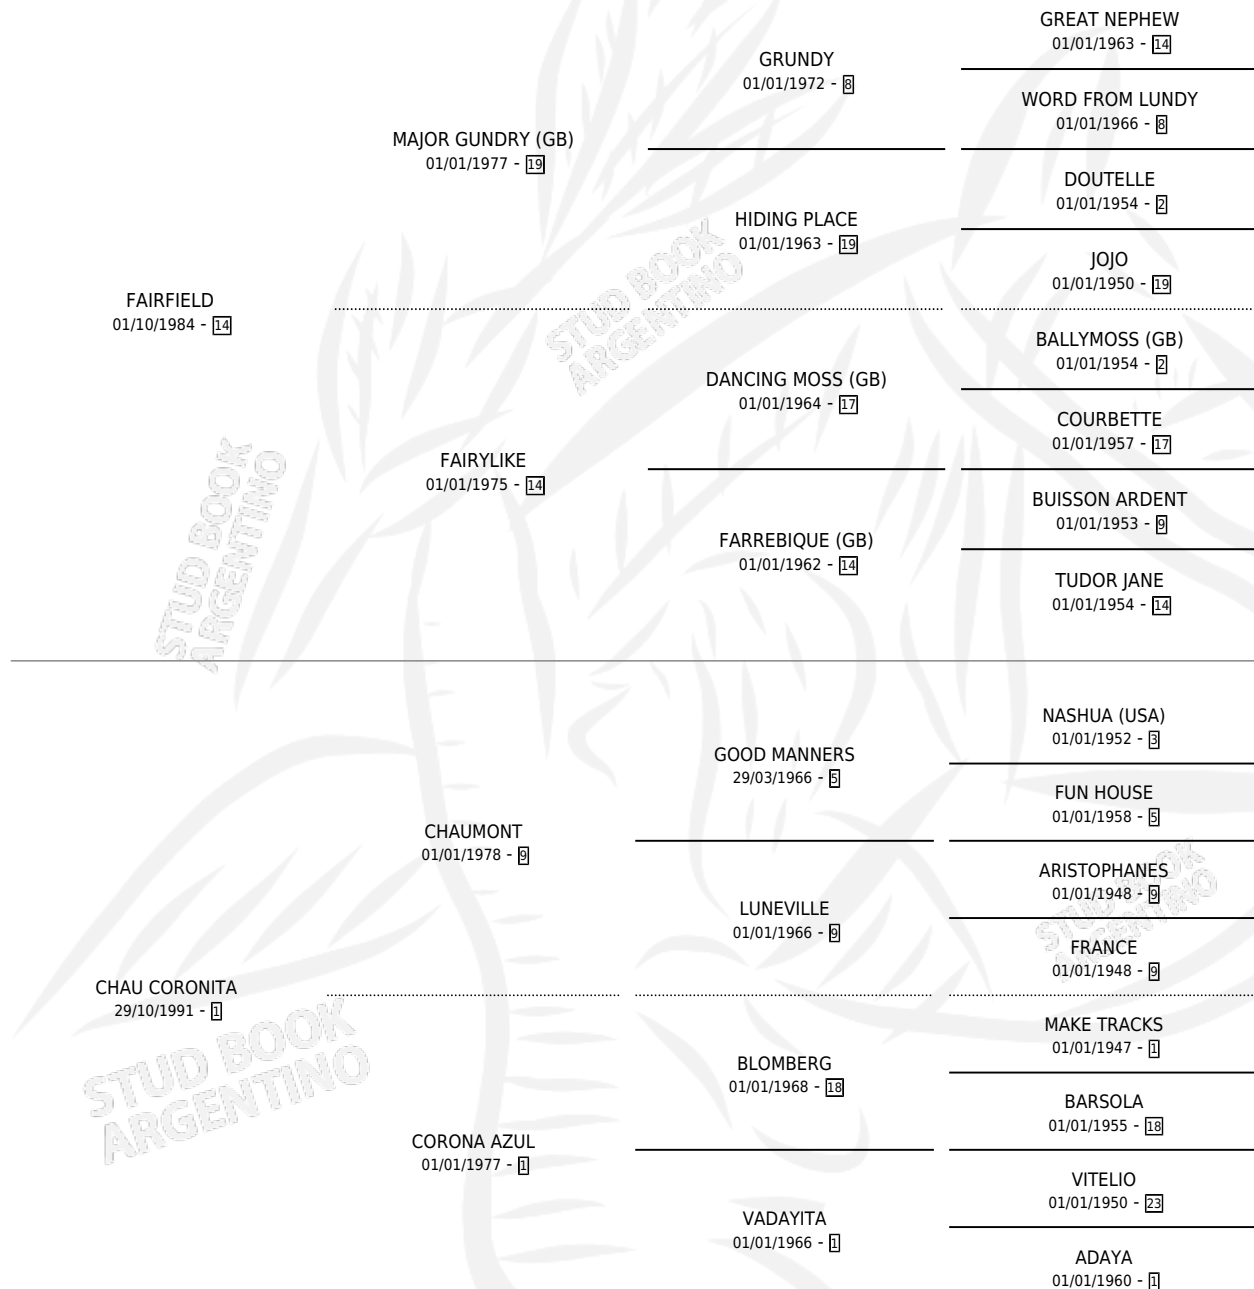 GREAT NEPHEW
01/01/1963 - 14
GRUNDY
01/01/1972 - 8
WORD FROM LUNDY
01/01/1966 - 8
MAJOR GUNDRY (GB)
01/01/1977 - 19
DOUTELLE
01/01/1954 - 2
HIDING PLACE
01/01/1963 - 19
JOJO
01/01/1950 - 19
FAIRFIELD
01/10/1984 - 14
BALLYMOSS (GB)
01/01/1954 - 2
DANCING MOSS (GB)
01/01/1964 - 17
COURBETTE
01/01/1957 - 17
FAIRYLIKE
01/01/1975 - 14
BUISSON ARDENT
01/01/1953 - 9
FARREBIQUE (GB)
01/01/1962 - 14
TUDOR JANE
01/01/1954 - 14
NASHUA (USA)
01/01/1952 - 3
GOOD MANNERS
29/03/1966 - 5
FUN HOUSE
01/01/1958 - 5
CHAUMONT
01/01/1978 - 9
ARISTOPHANES
01/01/1948 - 9
LUNEVILLE
01/01/1966 - 9
FRANCE
01/01/1948 - 9
CHAU CORONITA
29/10/1991 - 1
MAKE TRACKS
01/01/1947 - 1
BLOMBERG
01/01/1968 - 18
BARSOLA
01/01/1955 - 18
CORONA AZUL
01/01/1977 - 1
VITELIO
01/01/1950 - 23
VADAYITA
01/01/1966 - 1
ADAYA
01/01/1960 - 1
STUD BOOK
ARGENTINO
STUD BOOK
ARGENTINO
STUD BOOK
ARGENTINO
STUD BOOK
ARGENTINO